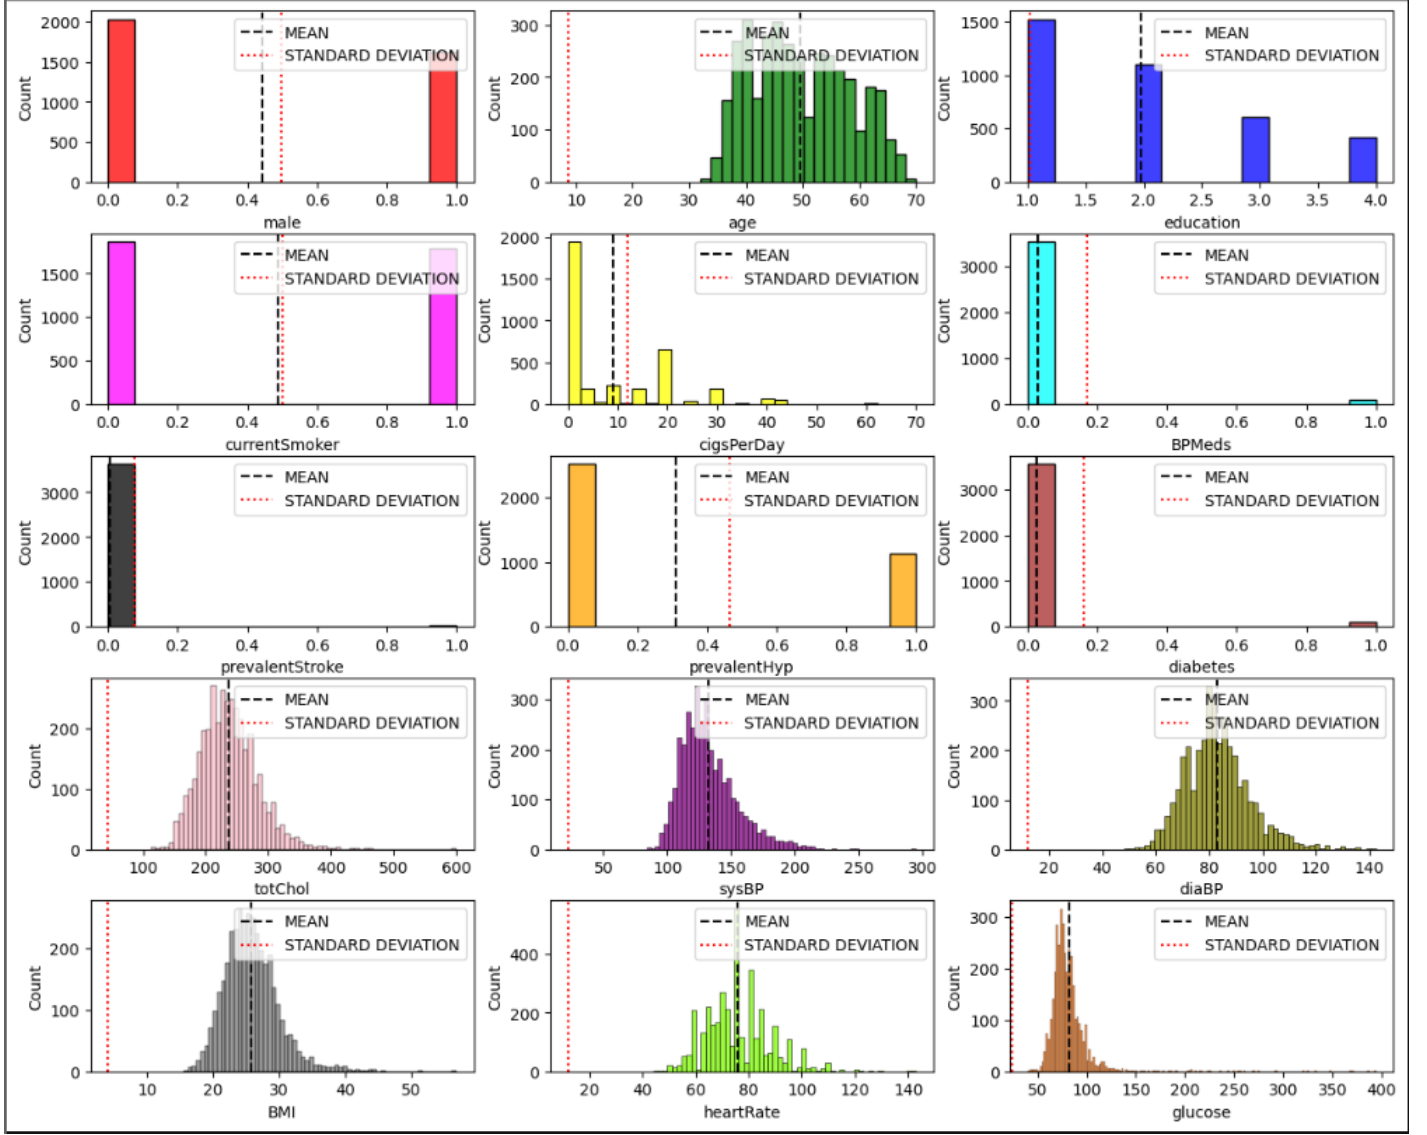 2000
1500
1000
500
0
Count
MEAN
STANDARD DEVIATION
0.0 0.2 0.4 0.6 0.8 1.0
male
300
200
100
0
Count
MEAN
STANDARD DEVIATION
10 20 30 40 50 60 70
age
1500
1000
500
0
Count
MEAN
STANDARD DEVIATION
1.0 1.5 2.0 2.5 3.0 3.5 4.0
education
1500
1000
500
0
Count
MEAN
STANDARD DEVIATION
0.0 0.2 0.4 0.6 0.8 1.0
currentSmoker
2000
1500
1000
500
0
Count
MEAN
STANDARD DEVIATION
0 10 20 30 40 50 60 70
cigsPerDay
3000
2000
1000
0
Count
MEAN
STANDARD DEVIATION
0.0 0.2 0.4 0.6 0.8 1.0
BPMeds
3000
2000
1000
0
Count
MEAN
STANDARD DEVIATION
0.0 0.2 0.4 0.6 0.8 1.0
prevalentStroke
2000
1000
0
Count
MEAN
STANDARD DEVIATION
0.0 0.2 0.4 0.6 0.8 1.0
prevalentHyp
3000
2000
1000
0
Count
MEAN
STANDARD DEVIATION
0.0 0.2 0.4 0.6 0.8 1.0
diabetes
200
100
0
Count
MEAN
STANDARD DEVIATION
100 200 300 400 500 600
totChol
300
200
100
0
Count
MEAN
STANDARD DEVIATION
50 100 150 200 250 300
sysBP
300
200
100
0
Count
MEAN
STANDARD DEVIATION
20 40 60 80 100 120 140
diaBP
200
100
0
Count
MEAN
STANDARD DEVIATION
10 20 30 40 50
BMI
400
200
0
Count
MEAN
STANDARD DEVIATION
20 40 60 80 100 120 140
heartRate
300
200
100
0
Count
MEAN
STANDARD DEVIATION
50 100 150 200 250 300 350 400
glucose